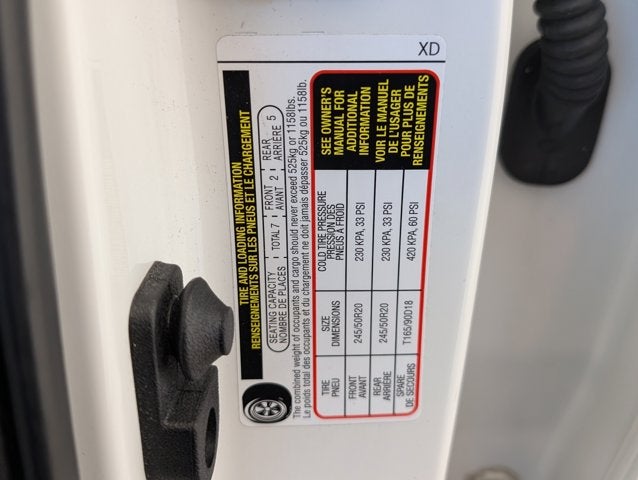 XD
TIRE AND LOADING INFORMATION
RENSEIGNEMENTS SUR LES PNEUS ET LE CHARGEMENT
SEATING CAPACITY TOTAL 7 FRONT 2 REAR 5
NOMBRE DE PLACES AVANT ARRIÈRE
The combined weight of occupants and cargo should never exceed 525kg or 1158lbs.
Le poids total des occupants et du chargement ne doit jamais dépasser 525kg ou 1158lb.
TIRE SIZE COLD TIRE PRESSURE
PNEU DIMENSIONS PRESSION DES
PNEUS À FROID
FRONT 245/50R20 230 KPA, 33 PSI
AVANT
REAR 245/50R20 230 KPA, 33 PSI
ARRIÈRE
SPARE T165/90D18 420 KPA, 60 PSI
DE SECOURS
SEE OWNER'S
MANUAL FOR
ADDITIONAL
INFORMATION
VOIR LE MANUEL
DE L'USAGER
POUR PLUS DE
RENSEIGNEMENTS